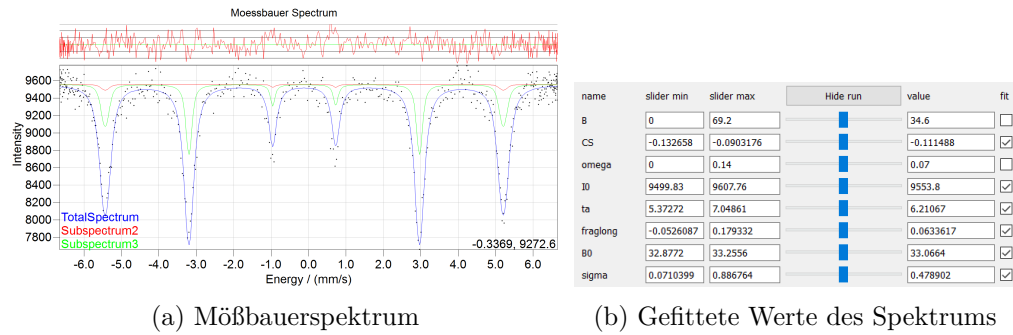 Moessbauer Spectrum
9600
9400
9200
9000
8800
8600
8400
8200
8000
7800
Intensity
TotalSpectrum
Subspectrum2
Subspectrum3
-0.3369, 9272.6
-6.0 -5.0 -4.0 -3.0 -2.0 -1.0 0.0 1.0 2.0 3.0 4.0 5.0 6.0
Energy / (mm/s)
(a) Mößbauerspektrum
name slider min slider max Hide run value fit
B 0 69.2 34.6
CS -0.132658 -0.0903176 -0.111488
omega 0 0.14 0.07
I0 9499.83 9607.76 9553.8
ta 5.37272 7.04861 6.21067
fraglong -0.0526087 0.179332 0.0633617
B0 32.8772 33.2556 33.0664
sigma 0.0710399 0.886764 0.478902
(b) Gefittete Werte des Spektrums